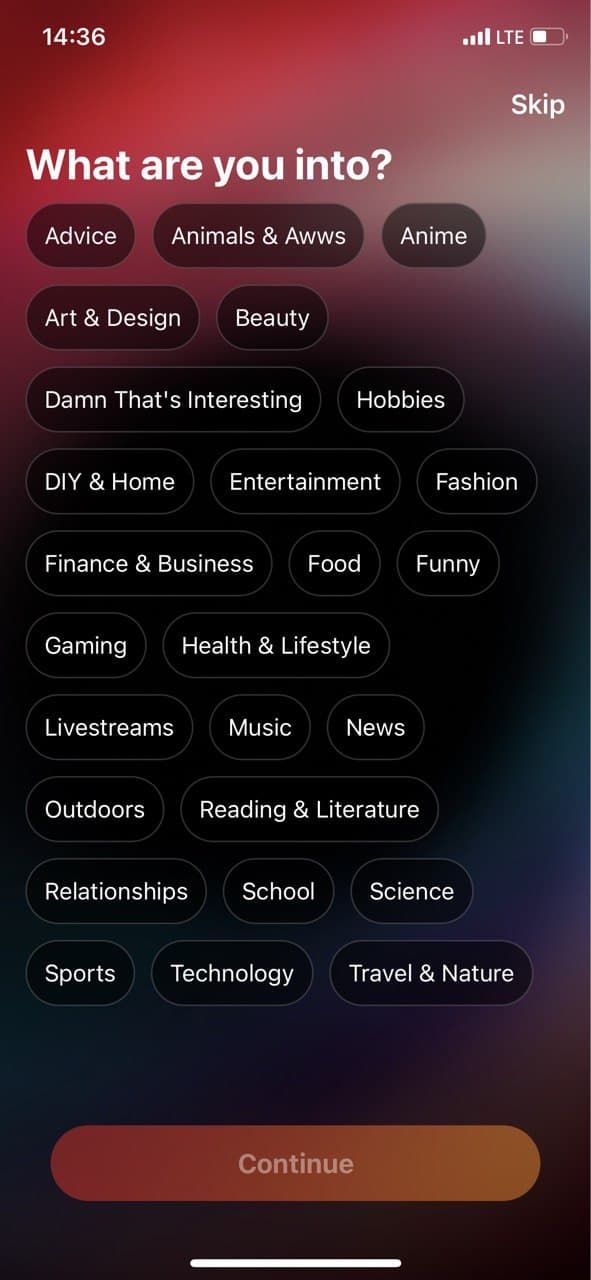 14:36 LTE
Skip
What are you into?
Advice Animals & Awws Anime
Art & Design Beauty
Damn That's Interesting Hobbies
DIY & Home Entertainment Fashion
Finance & Business Food Funny
Gaming Health & Lifestyle
Livestreams Music News
Outdoors Reading & Literature
Relationships School Science
Sports Technology Travel & Nature
Continue